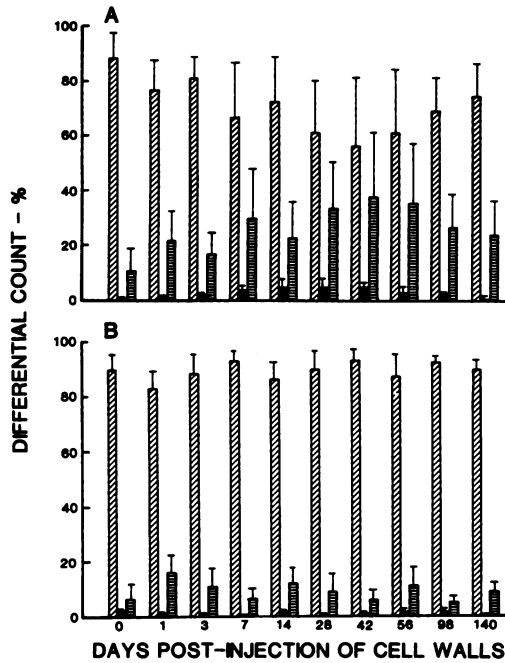 A
100
80
60
40
20
0
B
100
80
60
40
20
0
DIFFERENTIAL COUNT - %
0 1 3 7 14 28 42 56 98 140
DAYS POST-INJECTION OF CELL WALLS